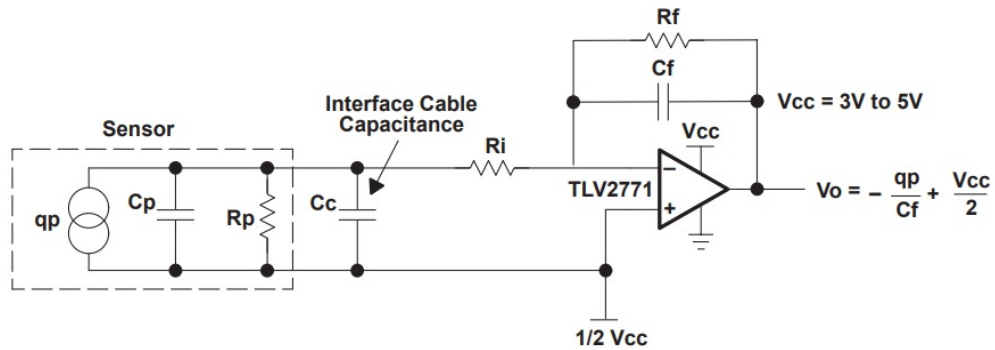 Rf
Cf
Vcc = 3V to 5V
Interface Cable
Capacitance
Sensor
Ri
Vcc
qp
Cp
Rp
Cc
TLV2771
−
+
Vo = − qp/Cf + Vcc/2
1/2 Vcc